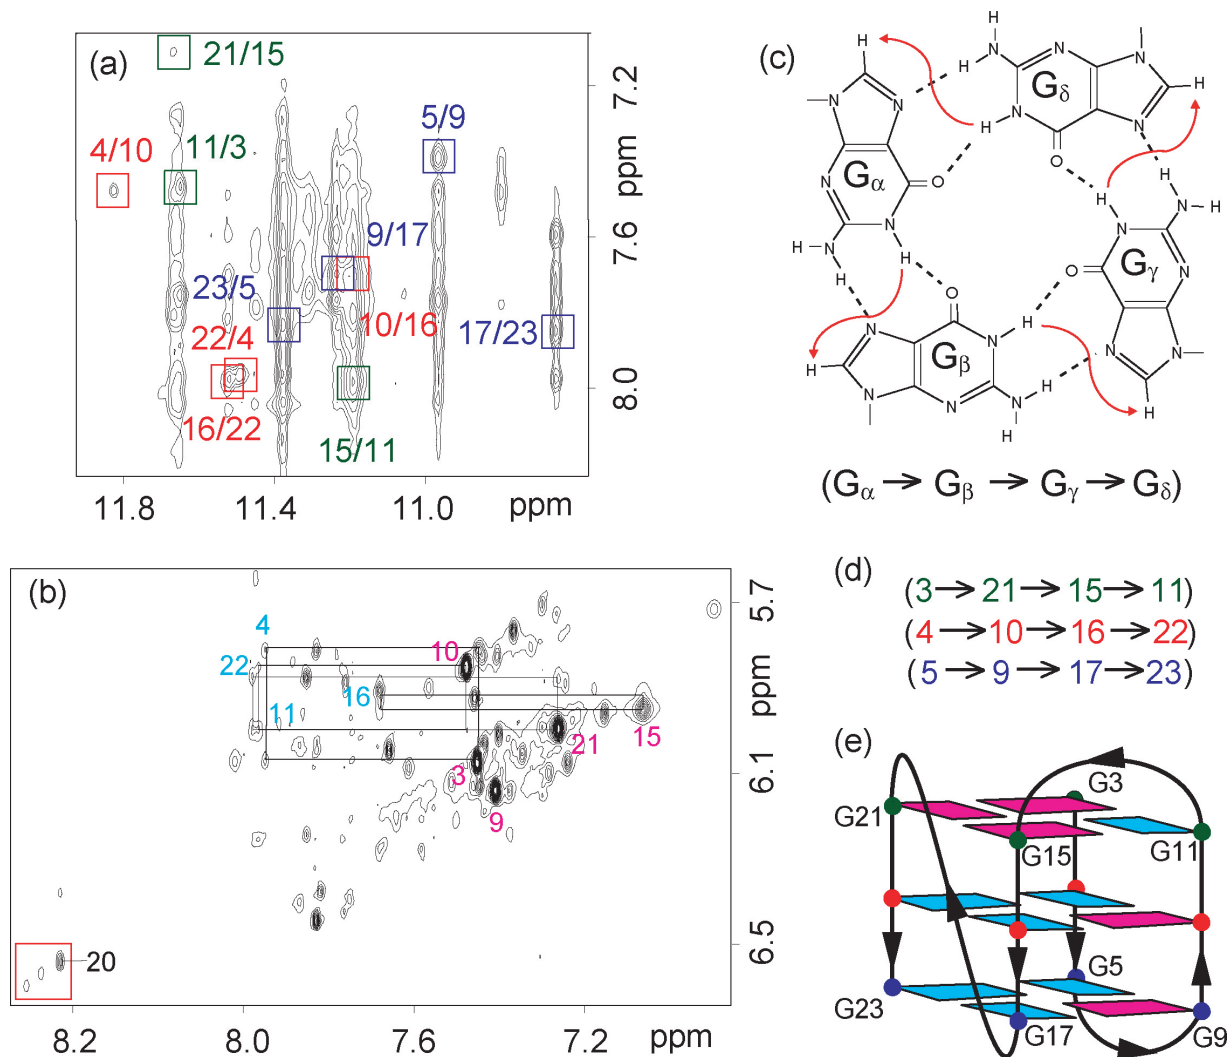 (a)
21/15
4/10
11/3
5/9
9/17
23/5
22/4
10/16
17/23
16/22
15/11
7.2
ppm
7.6
8.0
11.8
11.4
11.0
ppm
(b)
4
10
22
16
11
15
21
3
9
20
5.7
ppm
6.1
6.5
8.2
8.0
7.6
7.2
ppm
(c)
H
H
N
H
N
N
H
N
N
Gδ
H
N
N
N
O
Gα
O
N
N
H
N
N
H
H
N
N
H
O
Gγ
N
H
H
O
N
N
H
H
Gβ
N
N
N
N
N
H
H
H
(Gα → Gβ → Gγ → Gδ)
(d)
(3 → 21 → 15 → 11)
(4 → 10 → 16 → 22)
(5 → 9 → 17 → 23)
(e)
G3
G21
G15
G11
G5
G23
G17
G9